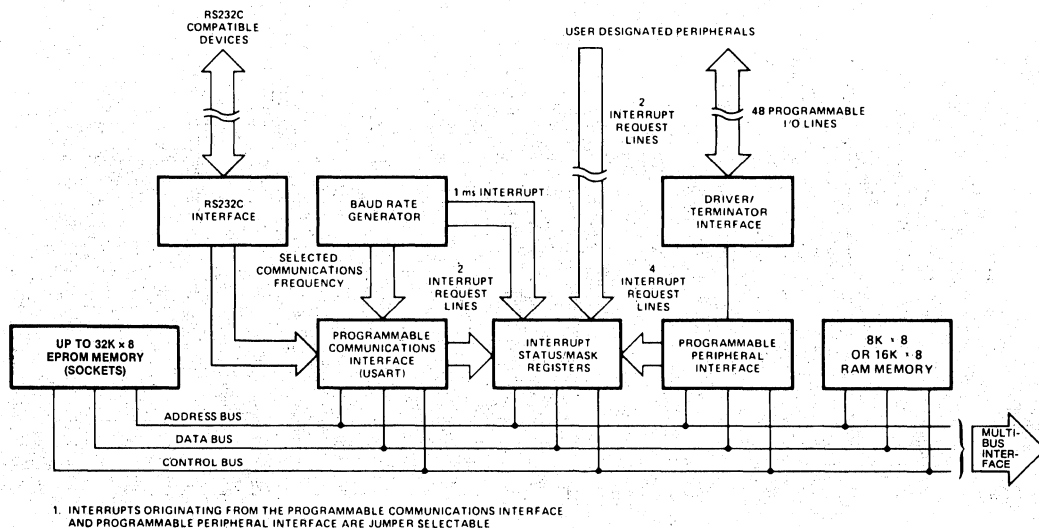 RS232C
COMPATIBLE
DEVICES
USER DESIGNATED PERIPHERALS
2
INTERRUPT
REQUEST
LINES
48 PROGRAMMABLE
I/O LINES
RS232C
INTERFACE
BAUD RATE
GENERATOR
1 ms INTERRUPT
DRIVER/
TERMINATOR
INTERFACE
SELECTED
COMMUNICATIONS
FREQUENCY
2
INTERRUPT
REQUEST
LINES
4
INTERRUPT
REQUEST
LINES
UP TO 32K × 8
EPROM MEMORY
(SOCKETS)
PROGRAMMABLE
COMMUNICATIONS
INTERFACE
(USART)
INTERRUPT
STATUS/MASK
REGISTERS
PROGRAMMABLE
PERIPHERAL
INTERFACE
8K × 8
OR 16K × 8
RAM MEMORY
ADDRESS BUS
DATA BUS
CONTROL BUS
MULTI-
BUS
INTER-
FACE
1. INTERRUPTS ORIGINATING FROM THE PROGRAMMABLE COMMUNICATIONS INTERFACE
AND PROGRAMMABLE PERIPHERAL INTERFACE ARE JUMPER SELECTABLE